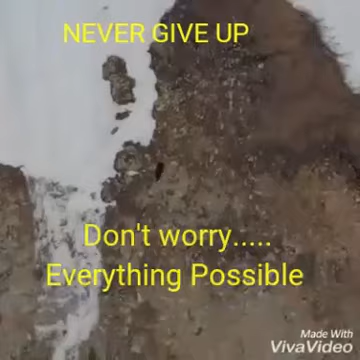 NEVER GIVE UP
Don't worry.....
Everything Possible
Made With
VivaVideo